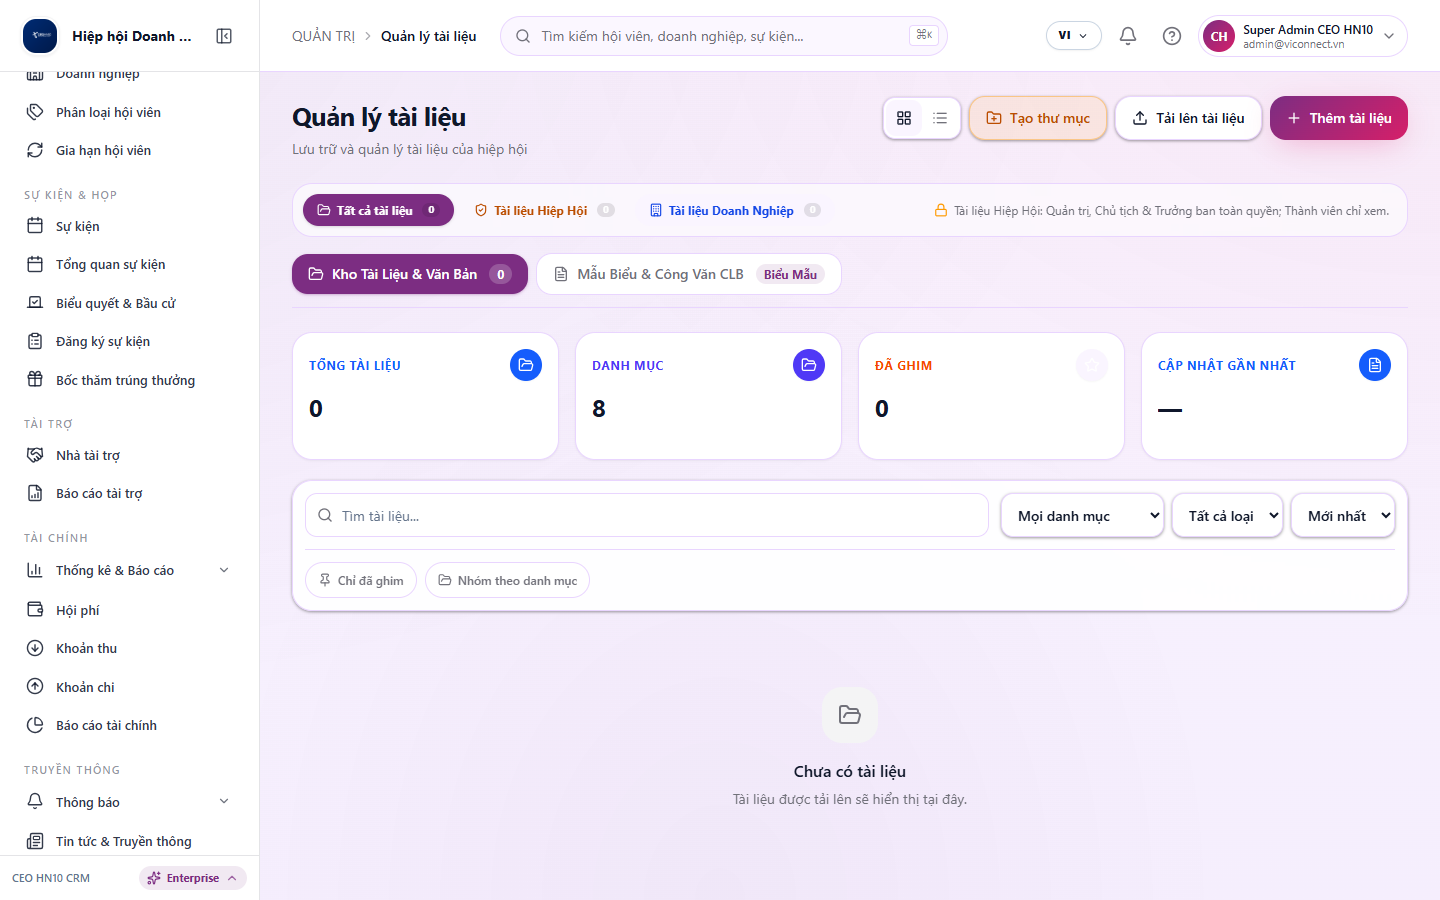 Hiệp hội Doanh ...
QUẢN TRỊ > Quản lý tài liệu
Tìm kiếm hội viên, doanh nghiệp, sự kiện...
⌘K
VI
CH
Super Admin CEO HN10
admin@viconnect.vn
Doanh nghiệp
Phân loại hội viên
Gia hạn hội viên
SỰ KIỆN & HỌP
Sự kiện
Tổng quan sự kiện
Biểu quyết & Bầu cử
Đăng ký sự kiện
Bốc thăm trúng thưởng
TÀI TRỢ
Nhà tài trợ
Báo cáo tài trợ
TÀI CHÍNH
Thống kê & Báo cáo
Hội phí
Khoản thu
Khoản chi
Báo cáo tài chính
TRUYỀN THÔNG
Thông báo
Tin tức & Truyền thông
CEO HN10 CRM
Enterprise
Quản lý tài liệu
Lưu trữ và quản lý tài liệu của hiệp hội
Tạo thư mục
Tải lên tài liệu
Thêm tài liệu
Tất cả tài liệu 0
Tài liệu Hiệp Hội 0
Tài liệu Doanh Nghiệp 0
Tài liệu Hiệp Hội: Quản trị, Chủ tịch & Trưởng ban toàn quyền; Thành viên chỉ xem.
Kho Tài Liệu & Văn Bản 0
Mẫu Biểu & Công Văn CLB Biểu Mẫu
TỔNG TÀI LIỆU
0
DANH MỤC
8
ĐÃ GHIM
0
CẬP NHẬT GẦN NHẤT
—
Tìm tài liệu...
Mọi danh mục
Tất cả loại
Mới nhất
Chỉ đã ghim
Nhóm theo danh mục
Chưa có tài liệu
Tài liệu được tải lên sẽ hiển thị tại đây.